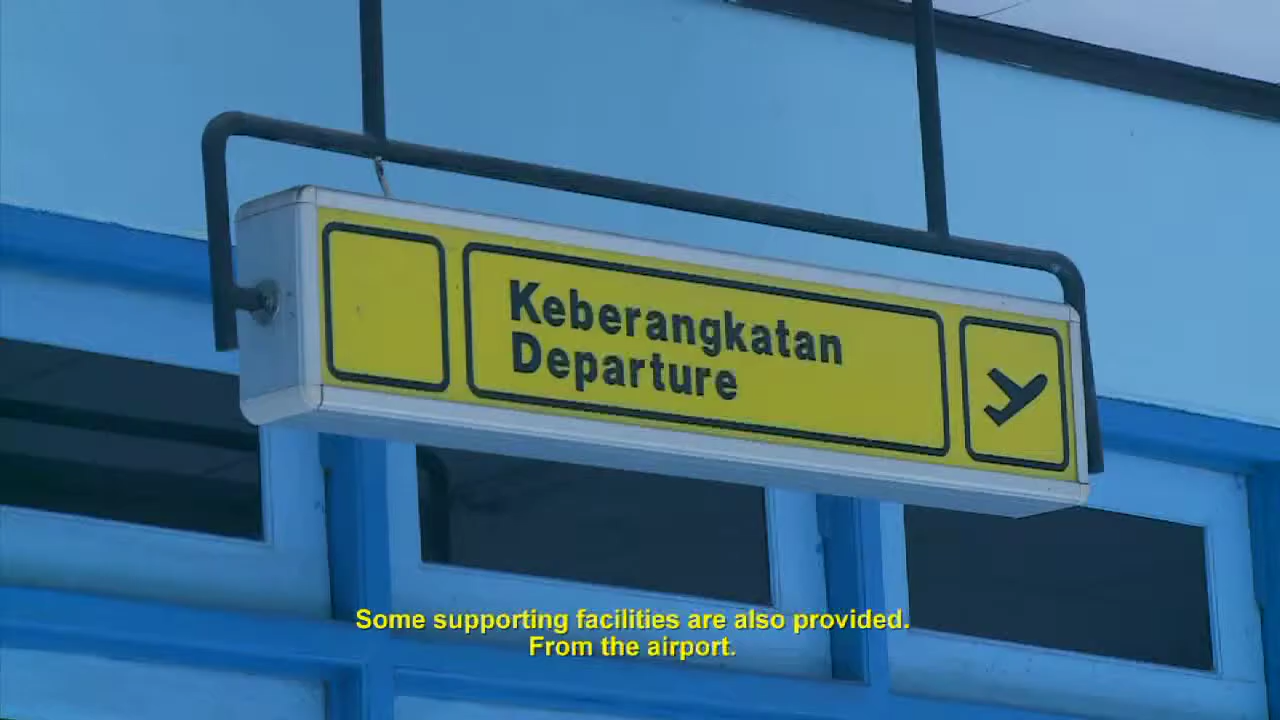 Keberangkatan
Departure
Some supporting facilities are also provided.
From the airport.